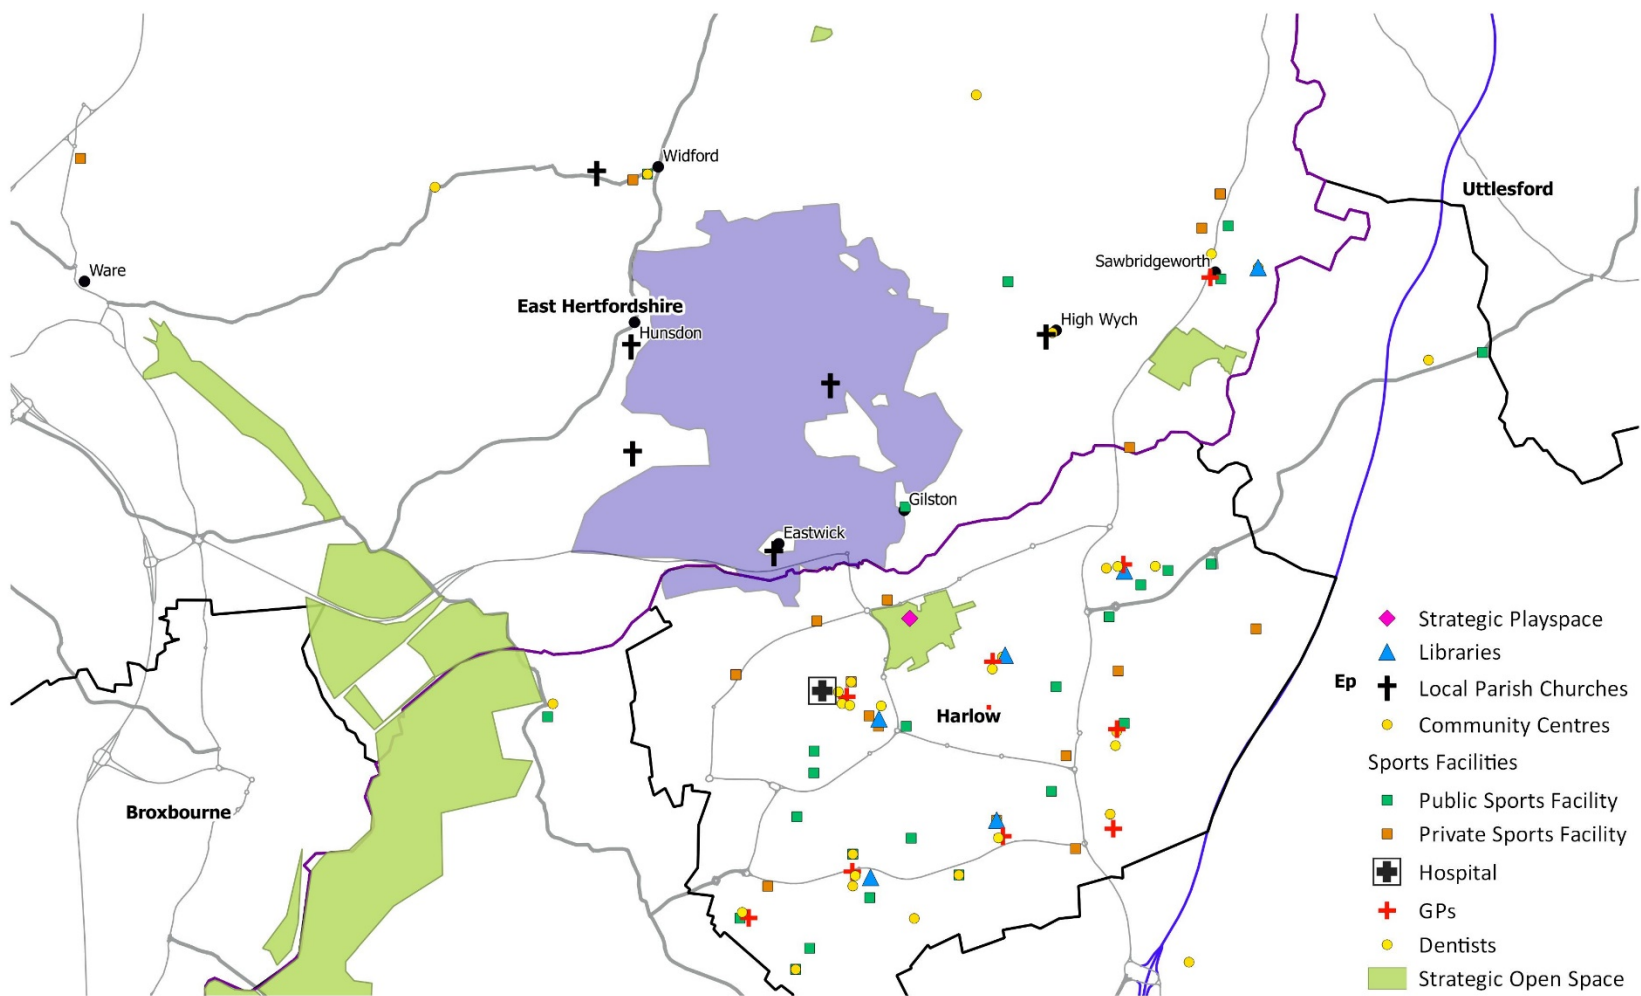 Widford
Uttlesford
Sawbridgeworth
Ware
East Hertfordshire
High Wych
Hunsdon
Gilston
Eastwick
Strategic Playspace
Libraries
Ep
Local Parish Churches
Harlow
Community Centres
Sports Facilities
Public Sports Facility
Broxbourne
Private Sports Facility
Hospital
GPs
Dentists
Strategic Open Space